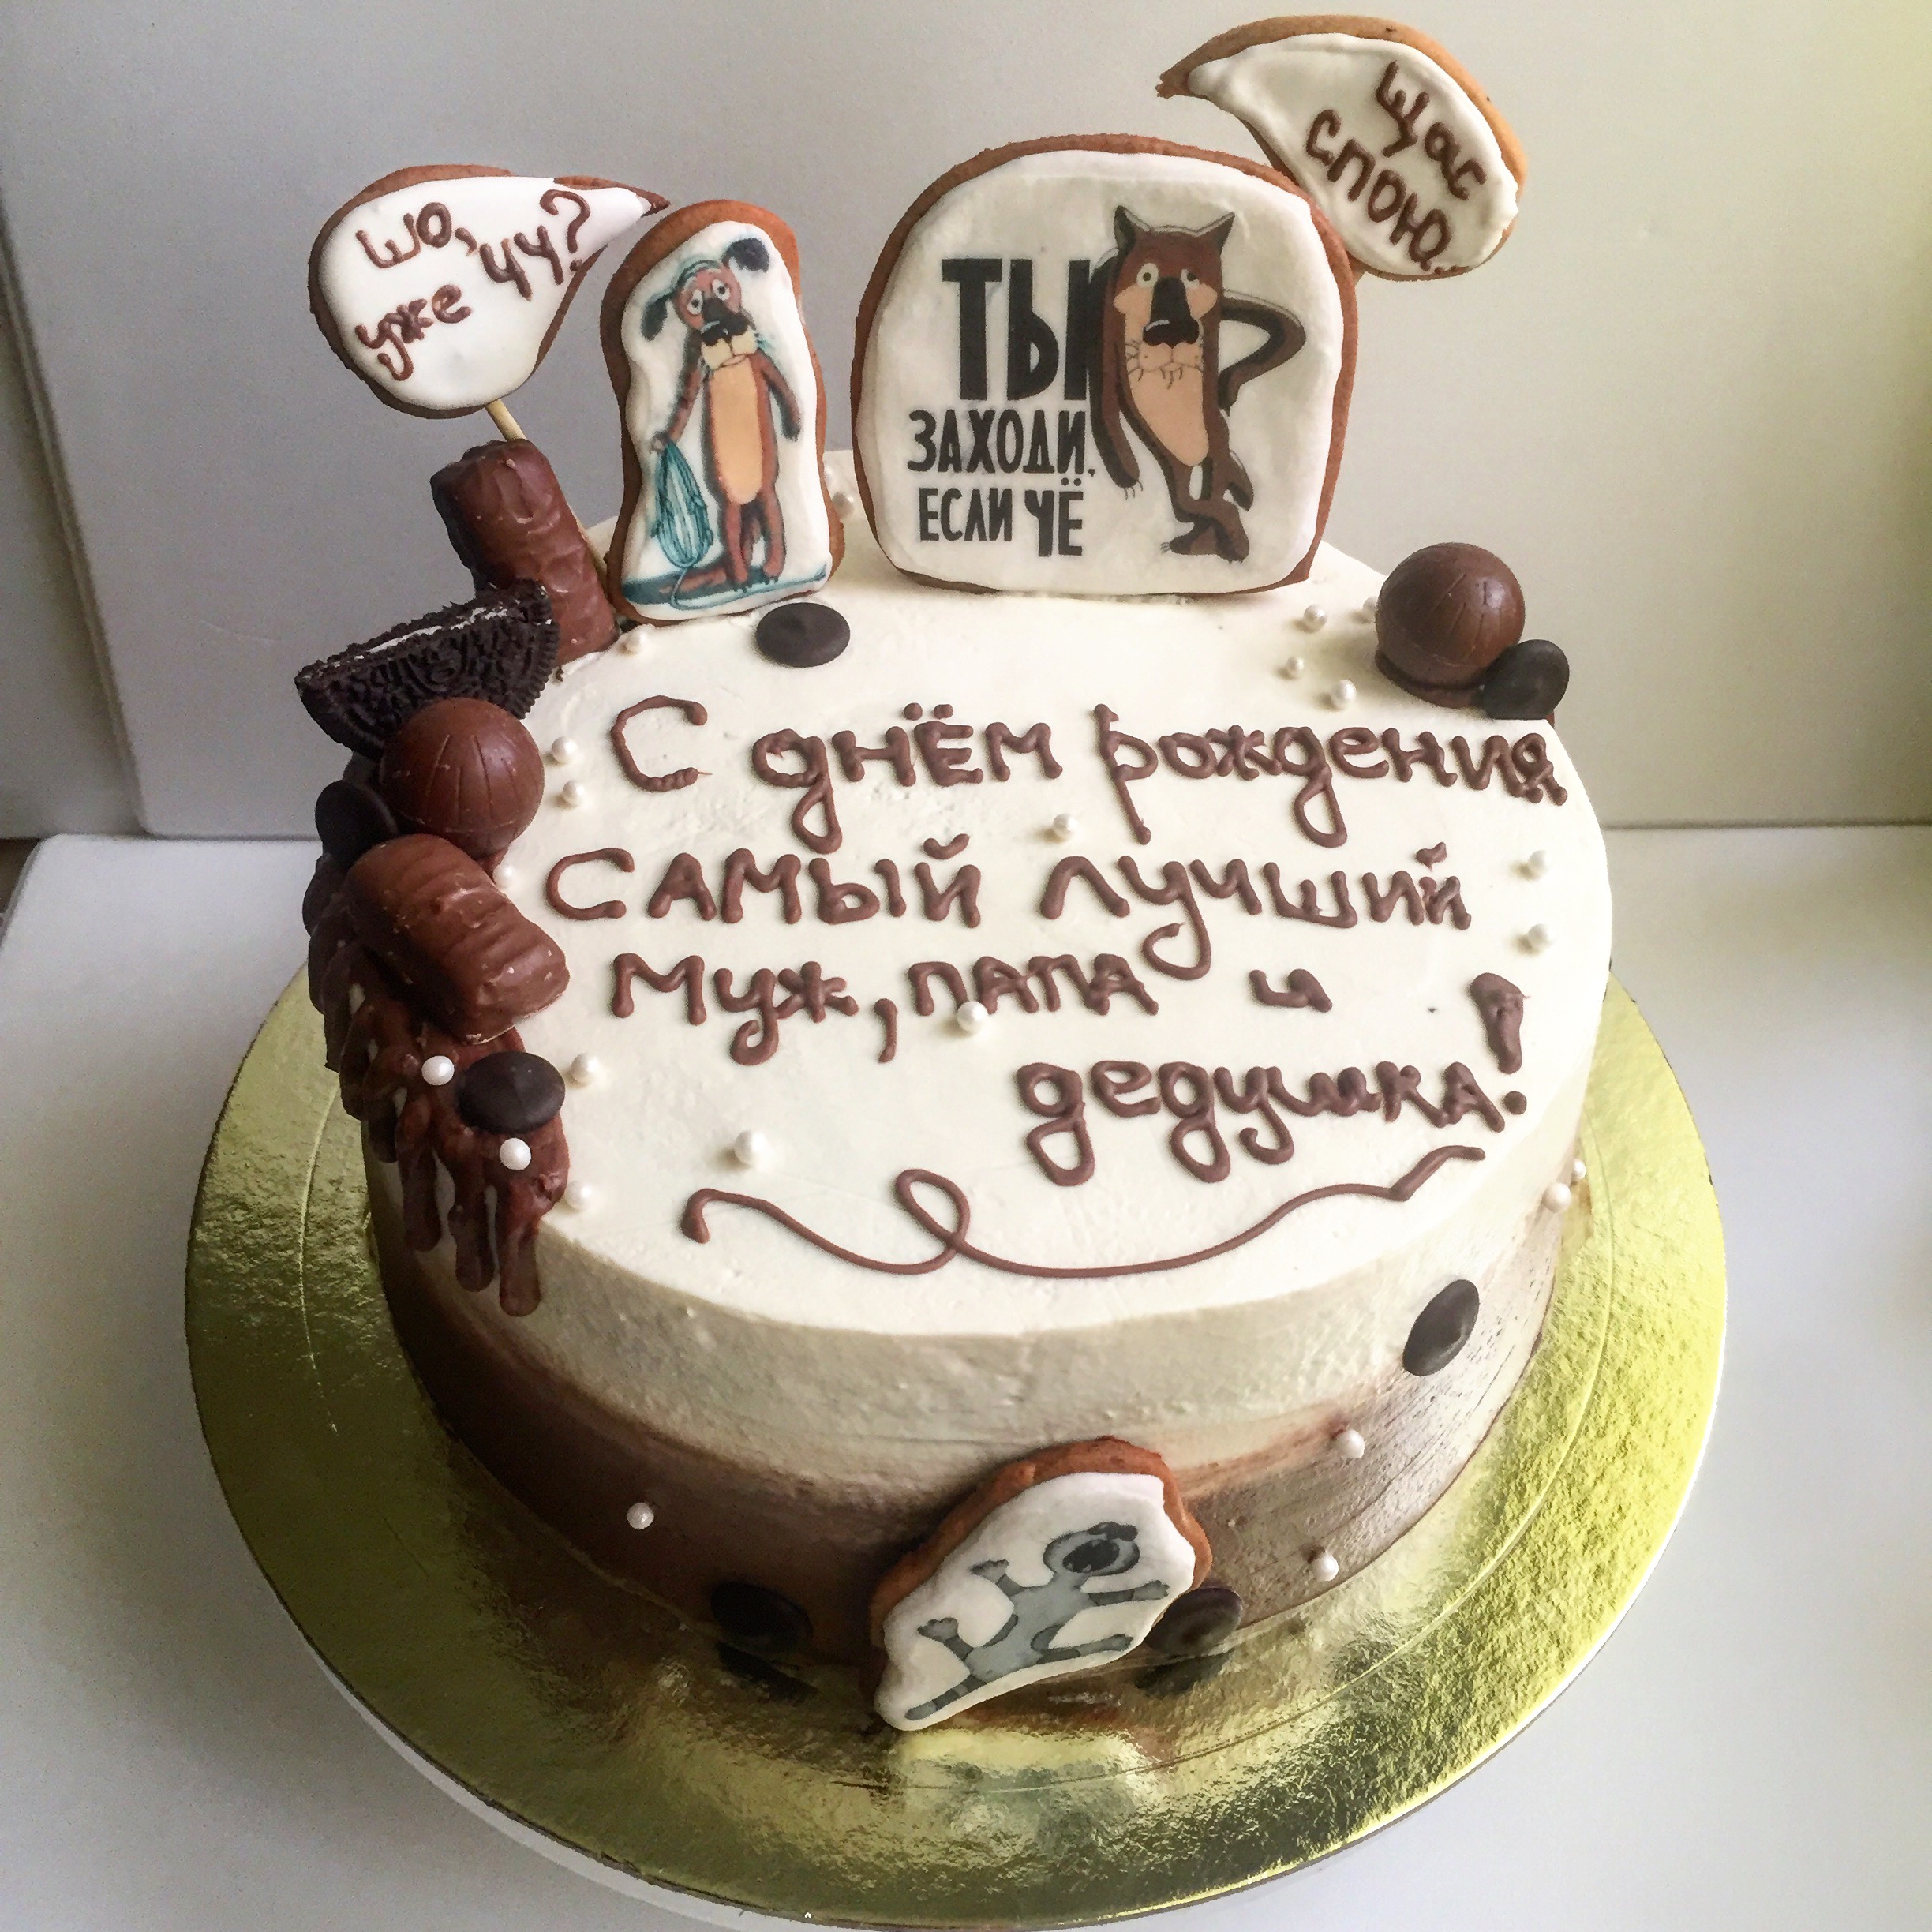 Шо,
уже чу?
ТЫ
ЗАХОДИ,
ЕСЛИ ЧЁ
Щас
спою..
С днём рождения
самый лучший
муж, папа и
дедушка!